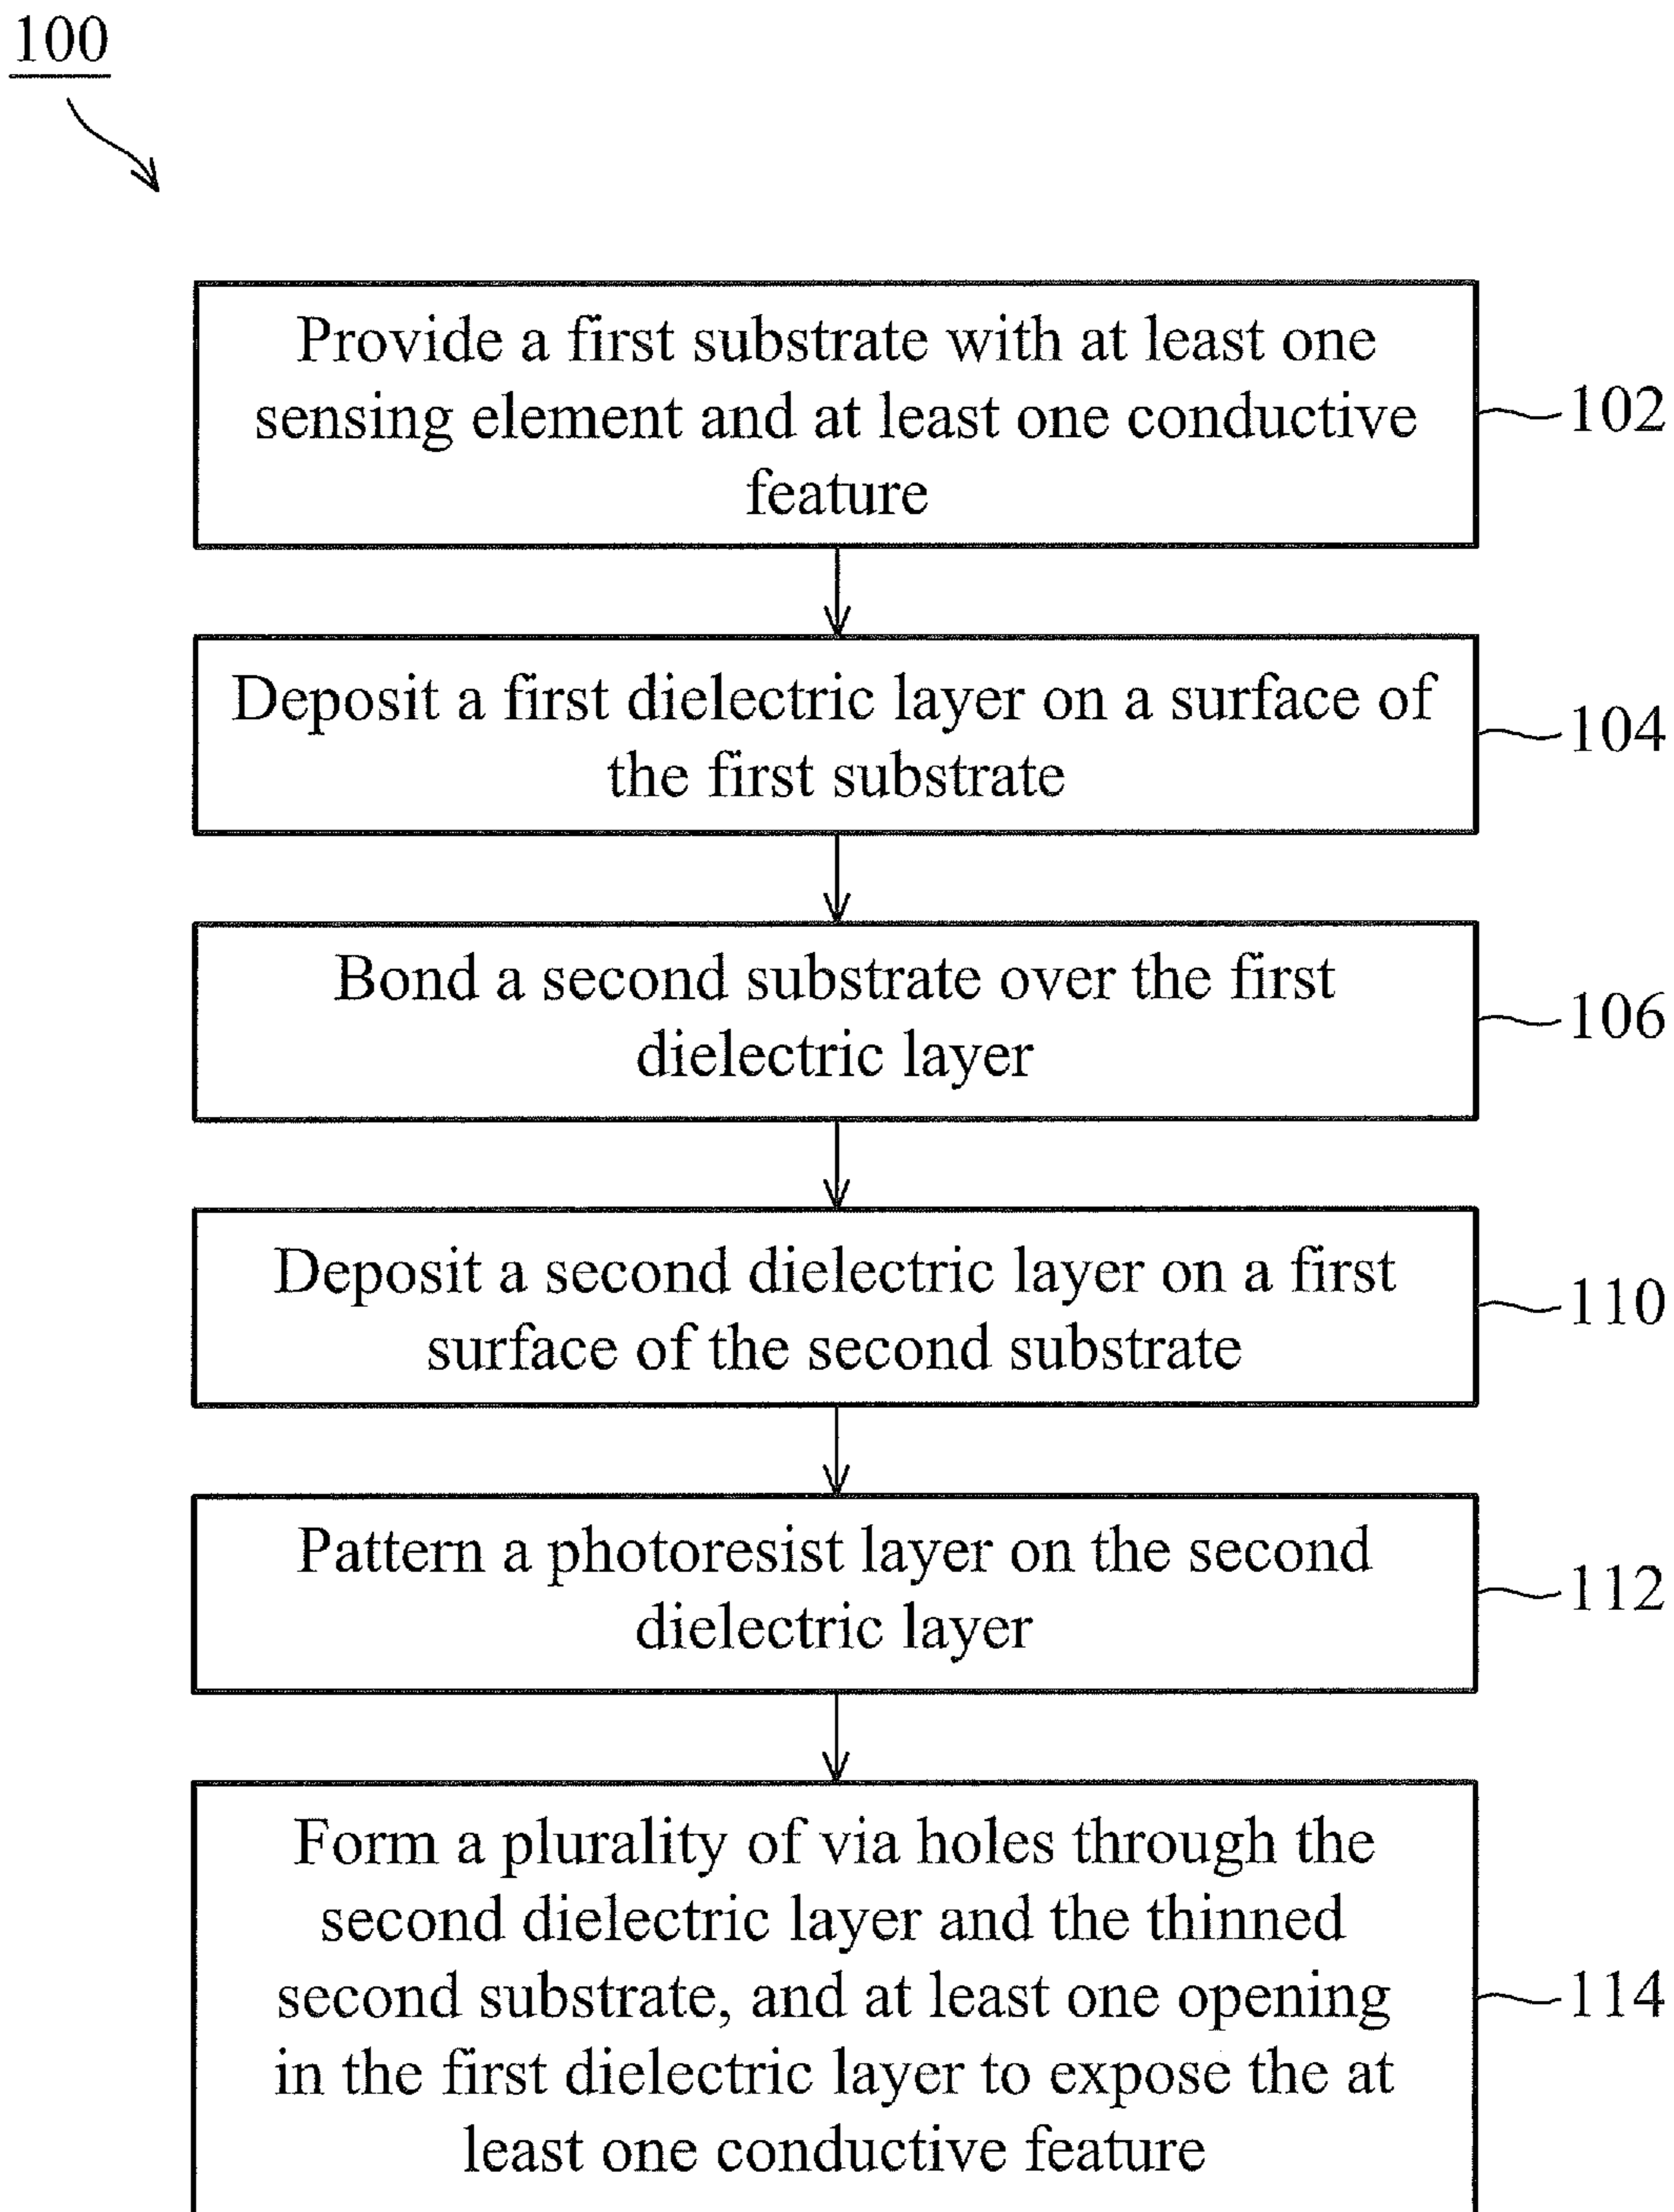 100
Provide a first substrate with at least one
sensing element and at least one conductive
feature
102
Deposit a first dielectric layer on a surface of
the first substrate
104
Bond a second substrate over the first
dielectric layer
106
Deposit a second dielectric layer on a first
surface of the second substrate
110
Pattern a photoresist layer on the second
dielectric layer
112
Form a plurality of via holes through the
second dielectric layer and the thinned
second substrate, and at least one opening
in the first dielectric layer to expose the at
least one conductive feature
114